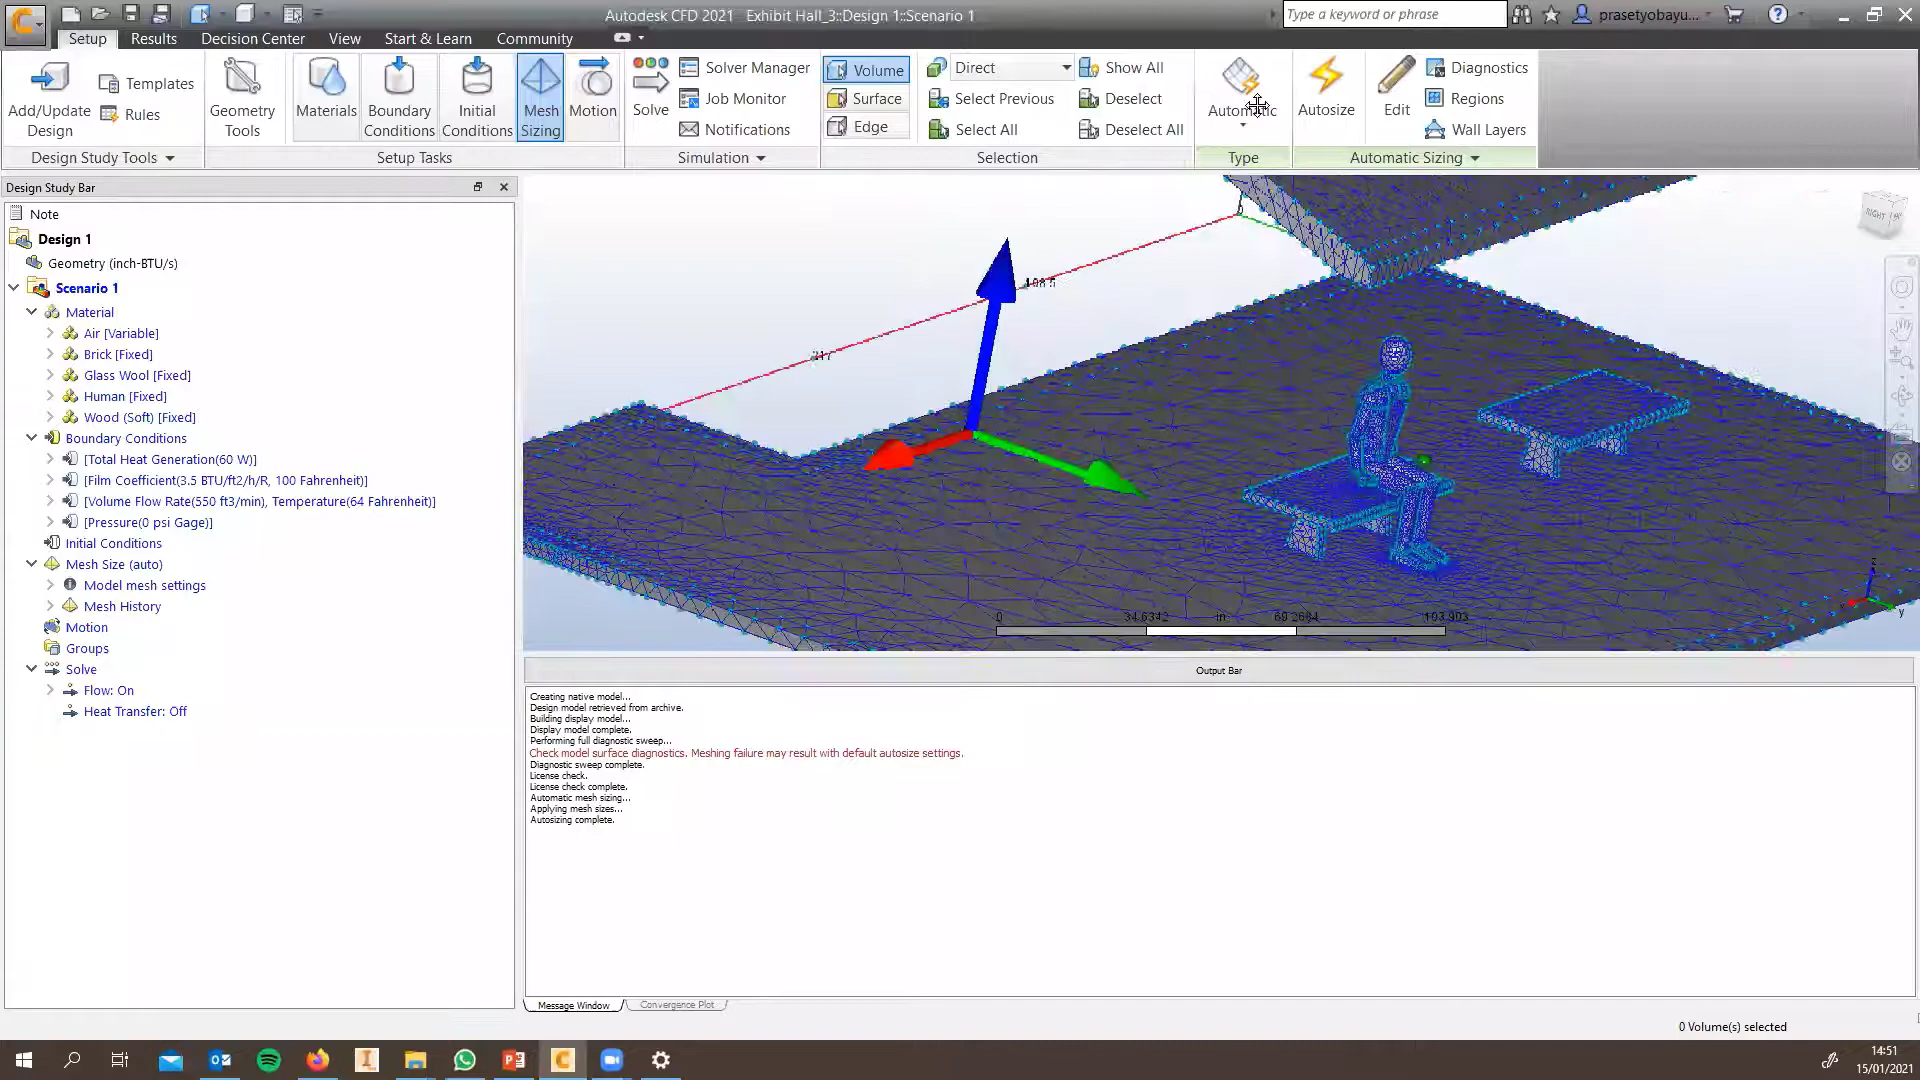 Autodesk CFD 2021 Exhibit Hall_3::Design 1::Scenario 1
Type a keyword or phrase
prasetyobayu...
Setup
Results
Decision Center
View
Start & Learn
Community
Add/Update
Design
Templates
Rules
Design Study Tools
Geometry
Tools
Materials
Boundary
Conditions
Initial
Conditions
Mesh
Sizing
Motion
Setup Tasks
Solve
Solver Manager
Job Monitor
Notifications
Simulation
Volume
Surface
Edge
Direct
Select Previous
Select All
Show All
Deselect
Deselect All
Selection
Automatic
Type
Autosize
Edit
Diagnostics
Regions
Wall Layers
Automatic Sizing
Design Study Bar
Note
Design 1
Geometry (inch-BTU/s)
Scenario 1
Material
Air [Variable]
Brick [Fixed]
Glass Wool [Fixed]
Human [Fixed]
Wood (Soft) [Fixed]
Boundary Conditions
[Total Heat Generation(60 W)]
[Film Coefficient(3.5 BTU/ft2/h/R, 100 Fahrenheit)]
[Volume Flow Rate(550 ft3/min), Temperature(64 Fahrenheit)]
[Pressure(0 psi Gage)]
Initial Conditions
Mesh Size (auto)
Model mesh settings
Mesh History
Motion
Groups
Solve
Flow: On
Heat Transfer: Off
217
RIGHT
0
34.6342
in
69.2684
103.903
Output Bar
Creating native model...
Design model retrieved from archive.
Building display model...
Display model complete.
Performing full diagnostic sweep...
Check model surface diagnostics. Meshing failure may result with default autosize settings.
Diagnostic sweep complete.
License check.
License check complete.
Automatic mesh sizing...
Applying mesh sizes...
Autosizing complete.
Message Window
Convergence Plot
0 Volume(s) selected
14:51
15/01/2021